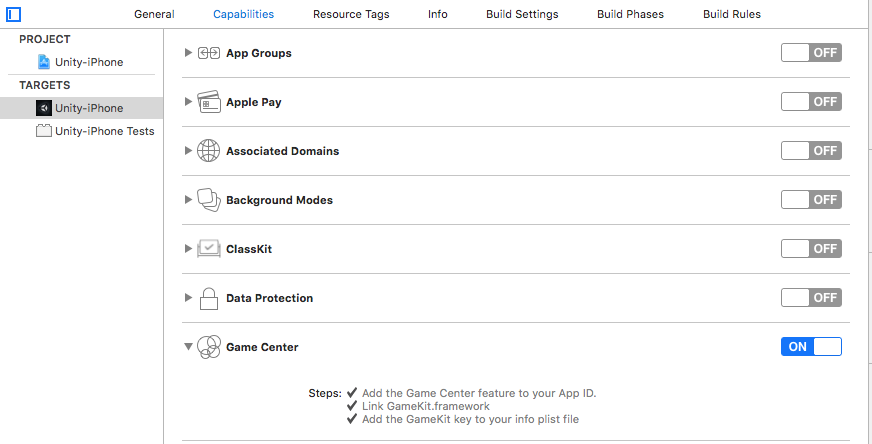 General Capabilities Resource Tags Info Build Settings Build Phases Build Rules
PROJECT
Unity-iPhone
TARGETS
Unity-iPhone
Unity-iPhone Tests
App Groups OFF
Apple Pay OFF
Associated Domains OFF
Background Modes OFF
ClassKit OFF
Data Protection OFF
Game Center ON
Steps: ✔ Add the Game Center feature to your App ID.
✔ Link GameKit.framework
✔ Add the GameKit key to your info plist file